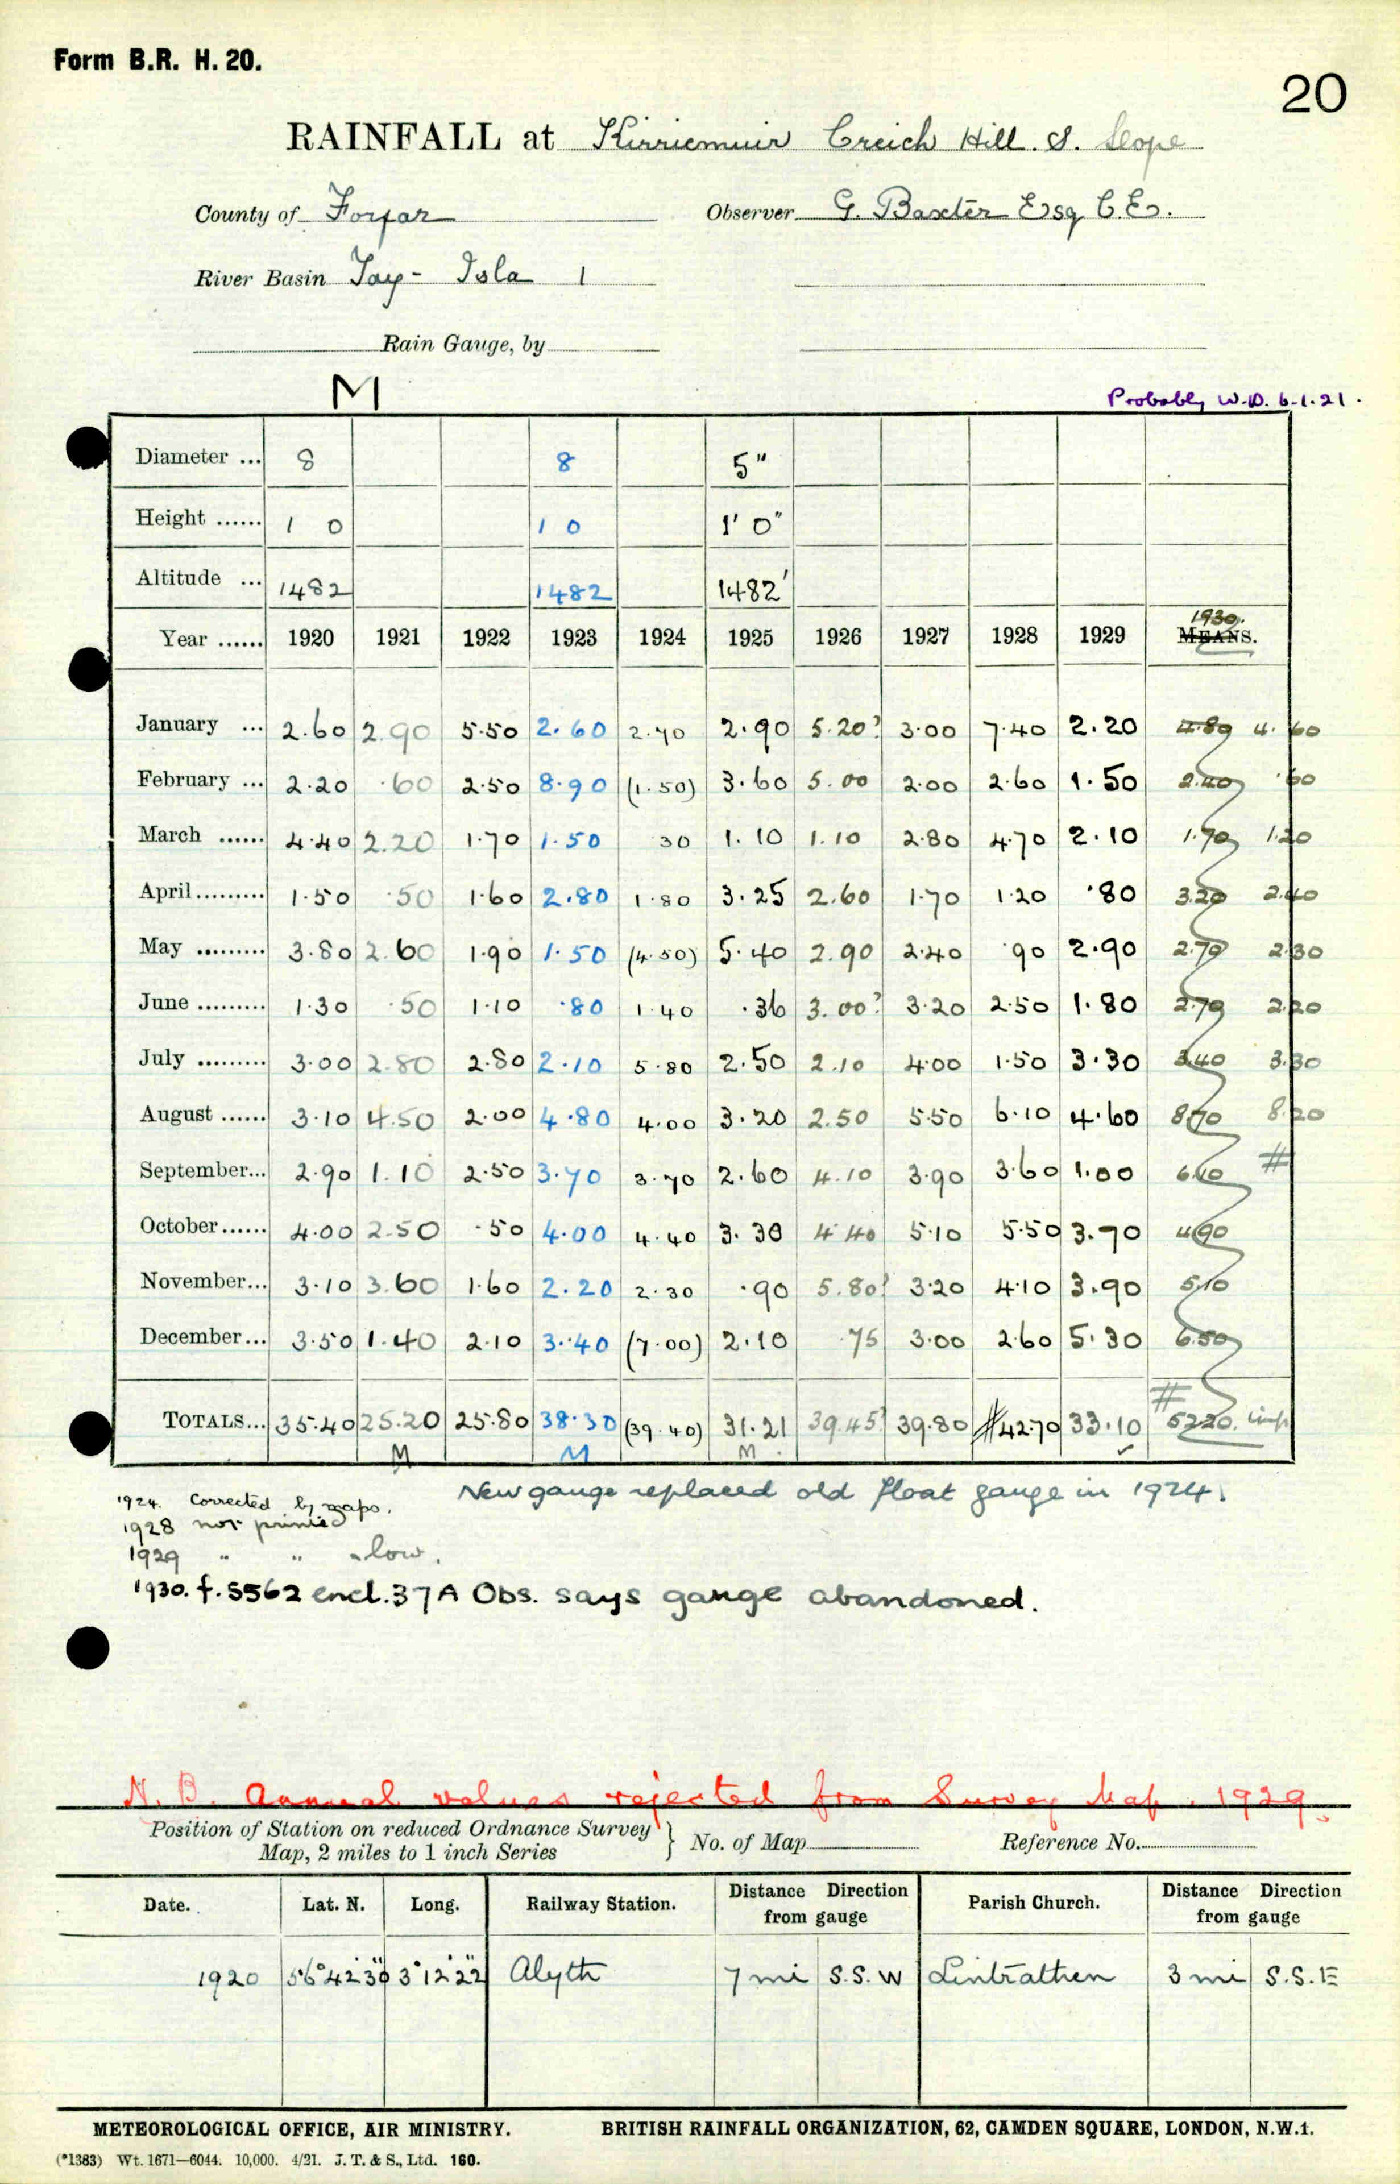 Form B.R. H. 20.
20
RAINFALL at Kirriemuir Creich Hill. S. Slope
County of Forfar Observer G. Baxter Esq C.E.
River Basin Tay - Isla 1
Rain Gauge, by
M
Probably W.D. 6-1-21.
Diameter ... 8 8 5"
Height ...... 1 0 1 0 1' 0"
Altitude ... 1482 1482 1482'
Year ...... 1920 1921 1922 1923 1924 1925 1926 1927 1928 1929 MEANS. 1930.
January ... 2.60 2.90 5.50 2.60 2.70 2.90 5.20? 3.00 7.40 2.20 4.60
February ... 2.20 .60 2.50 8.90 (1.50) 3.60 5.00 2.00 2.60 1.50 2.40 .60
March ...... 4.40 2.20 1.70 1.50 30 1.10 1.10 2.80 4.70 2.10 1.70 1.20
April ......... 1.50 .50 1.60 2.80 1.80 3.25 2.60 1.70 1.20 .80 3.20 2.40
May ......... 3.80 2.60 1.90 1.50 (4.50) 5.40 2.90 2.40 90 2.90 2.70 2.30
June ......... 1.30 .50 1.10 .80 1.40 .36 3.00? 3.20 2.50 1.80 2.70 2.20
July ......... 3.00 2.80 2.80 2.10 5.80 2.50 2.10 4.00 1.50 3.30 3.40 3.30
August ...... 3.10 4.50 2.00 4.80 4.00 3.20 2.50 5.50 6.10 4.60 8.70 8.20
September... 2.90 1.10 2.50 3.70 3.70 2.60 4.10 3.90 3.60 1.00 6.10 #
October...... 4.00 2.50 .50 4.00 4.40 3.30 4.40 5.10 5.50 3.70 4.90
November... 3.10 3.60 1.60 2.20 2.30 .90 5.80? 3.20 4.10 3.90 5.10
December... 3.50 1.40 2.10 3.40 (7.00) 2.10 .75 3.00 2.60 5.30 6.50
TOTALS... 35.40 25.20 25.80 38.30 (39.40) 31.21 39.45? 39.80 #42.70 33.10 # 52.20.
M M M ✓
New gauge replaced old float gauge in 1924.
1924. Corrected by maps.
1928 not printed
1929 " " - low.
1930. f. 5562 encl. 37A Obs. says gauge abandoned.
N.B. Annual values rejected from Survey Map. 1929.
Position of Station on reduced Ordnance Survey Map, 2 miles to 1 inch Series } No. of Map Reference No.
Date. Lat. N. Long. Railway Station. Distance Direction from gauge Parish Church. Distance Direction from gauge
1920 56°42'30" 3°12'22" Alyth 7 mi S.S.W Lintrathen 3 mi S.S.E
METEOROLOGICAL OFFICE, AIR MINISTRY. BRITISH RAINFALL ORGANIZATION, 62, CAMDEN SQUARE, LONDON, N.W.1.
(*1383) Wt. 1671—6044. 10,000. 4/21. J. T. & S., Ltd. 160.